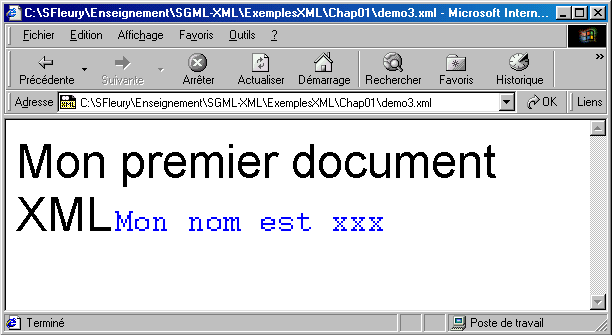 C:\SFleury\Enseignement\SGML-XML\ExemplesXML\Chap01\demo3.xml - Microsoft Intern...
Fichier Edition Affichage Favoris Outils ?
Précédente Suivante Arrêter Actualiser Démarrage Rechercher Favoris Historique »
Adresse XML C:\SFleury\Enseignement\SGML-XML\ExemplesXML\Chap01\demo3.xml OK Liens
Mon premier document
XMLMon nom est xxx
Terminé Poste de travail